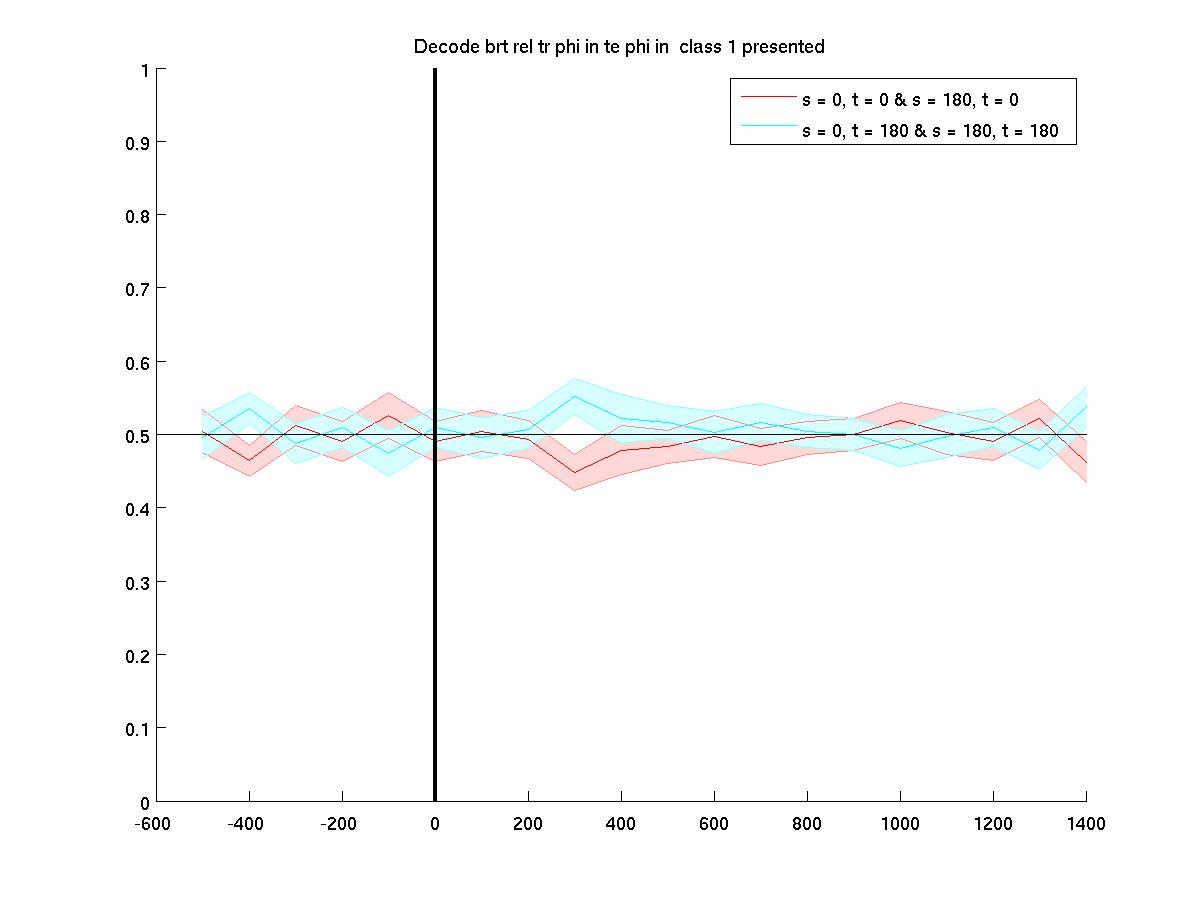 Decode brt rel tr phi in te phi in  class 1 presented
s = 0, t = 0 & s = 180, t = 0
s = 0, t = 180 & s = 180, t = 180
1
0.9
0.8
0.7
0.6
0.5
0.4
0.3
0.2
0.1
0
-600 -400 -200 0 200 400 600 800 1000 1200 1400